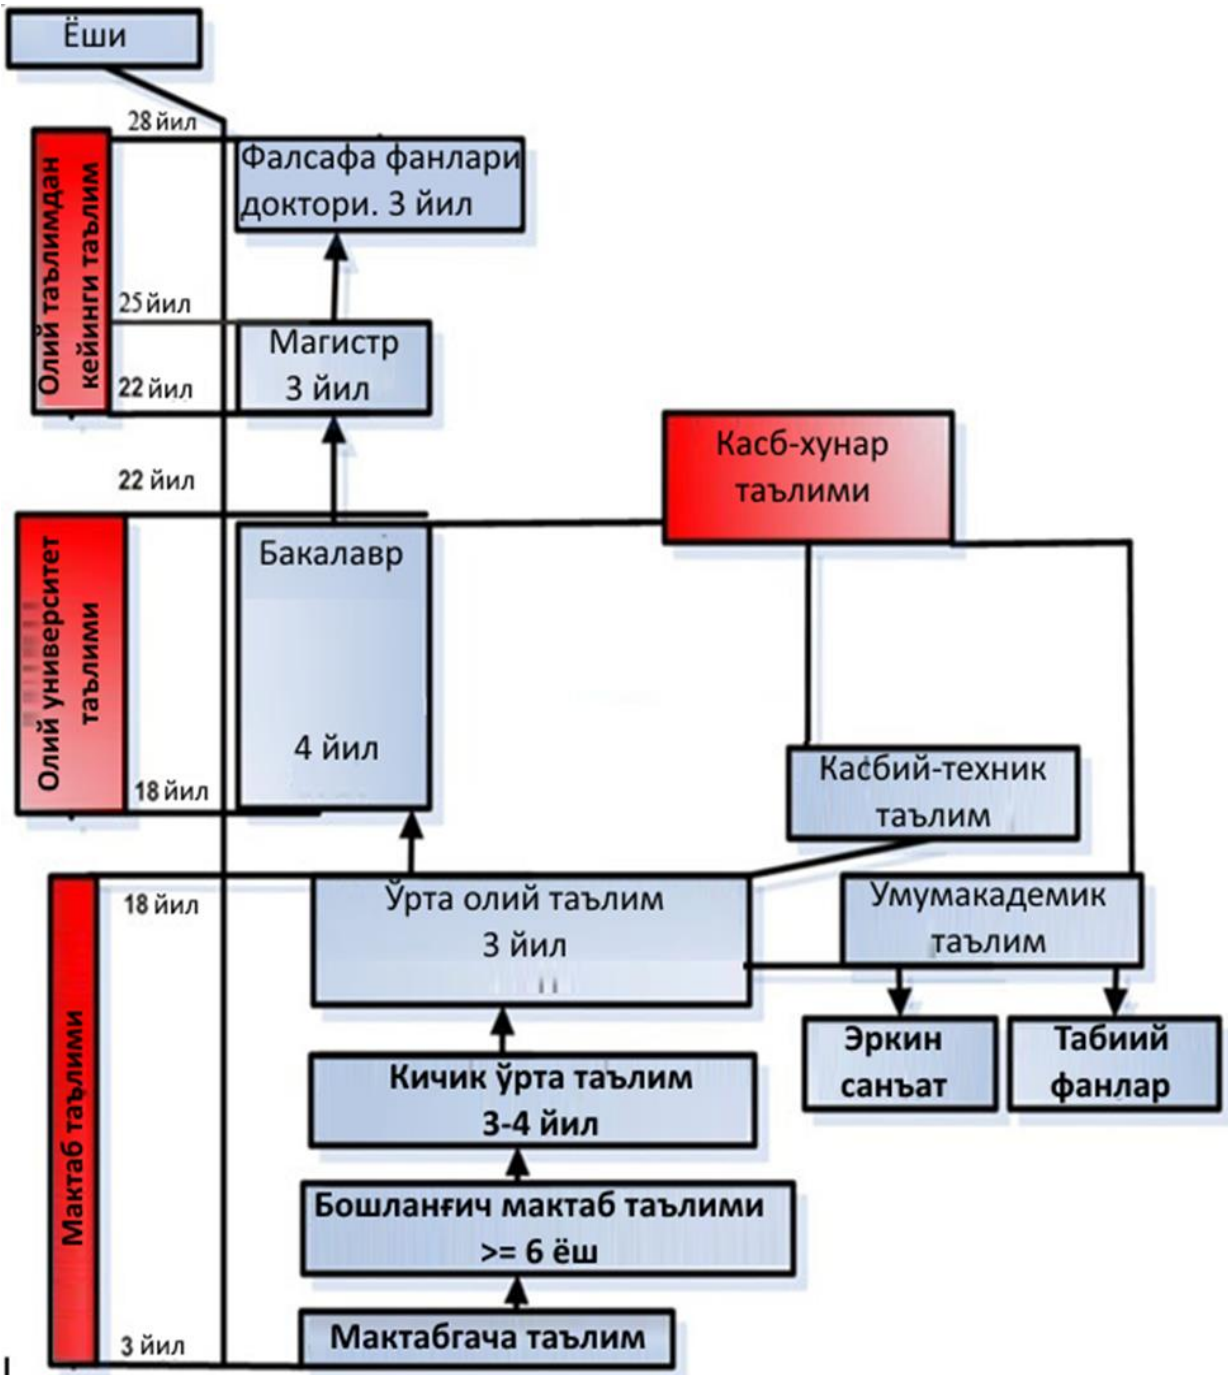 Ёши
28 йил
Фалсафа фанлари
доктори. 3 йил
Олий таълимдан
кейинги таълим
25 йил
Магистр
3 йил
22 йил
Касб-хунар
таълими
22 йил
Олий университет
таълими
Бакалавр
4 йил
18 йил
Касбий-техник
таълим
Мактаб таълими
18 йил
Ўрта олий таълим
3 йил
Умумакадемик
таълим
Эркин
санъат
Табиий
фанлар
Кичик ўрта таълим
3-4 йил
Бошланғич мактаб таълими
>= 6 ёш
3 йил
Мактабгача таълим